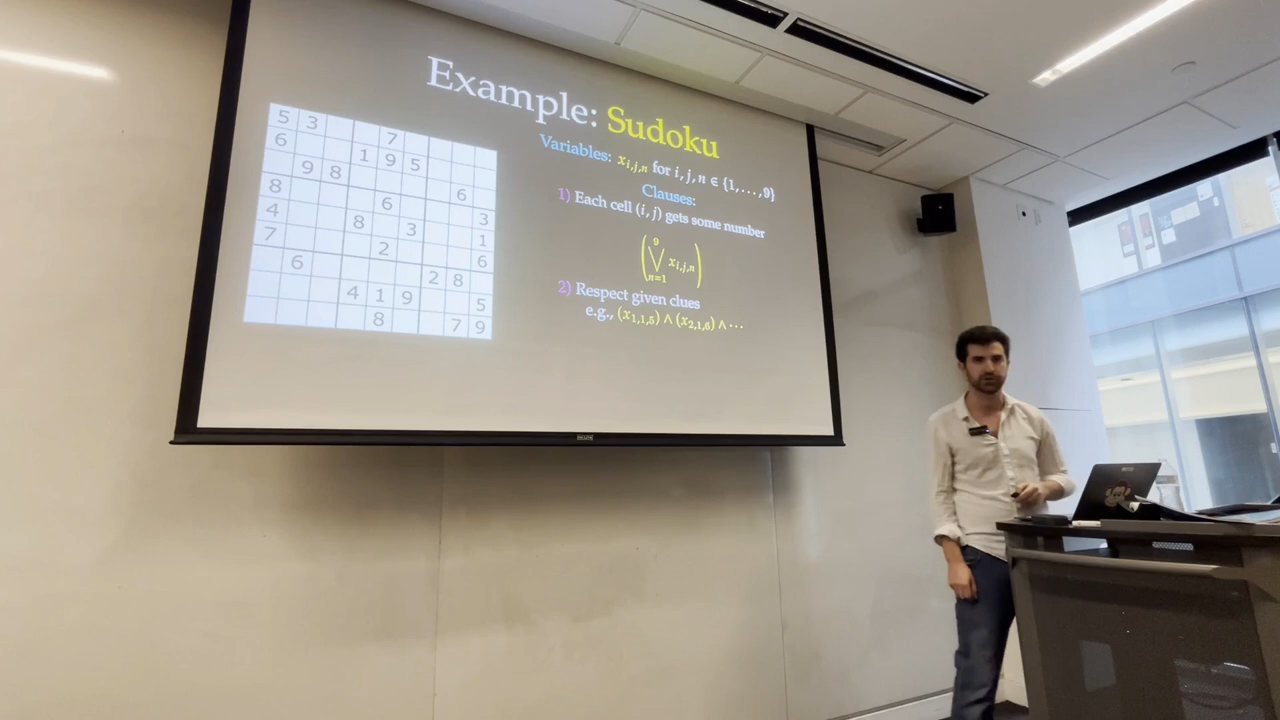 Example: Sudoku
5 3 7
6 1 9 5
9 8 6
8 6 3
4 8 3 1
7 2 6
6 2 8
4 1 9 5
8 7 9
Variables: x_{i,j,n} for i, j, n ∈ {1, …, 9}
Clauses:
1) Each cell (i, j) gets some number
(⋁_{n=1}^{9} x_{i,j,n})
2) Respect given clues
e.g., (x_{1,1,5}) ∧ (x_{2,1,6}) ∧ ⋯